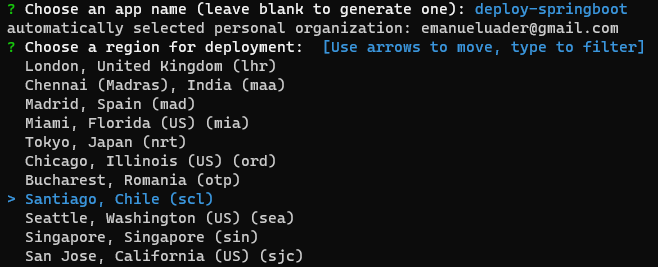 ? Choose an app name (leave blank to generate one): deploy-springboot
automatically selected personal organization: emanueluader@gmail.com
? Choose a region for deployment:  [Use arrows to move, type to filter]
  London, United Kingdom (lhr)
  Chennai (Madras), India (maa)
  Madrid, Spain (mad)
  Miami, Florida (US) (mia)
  Tokyo, Japan (nrt)
  Chicago, Illinois (US) (ord)
  Bucharest, Romania (otp)
> Santiago, Chile (scl)
  Seattle, Washington (US) (sea)
  Singapore, Singapore (sin)
  San Jose, California (US) (sjc)